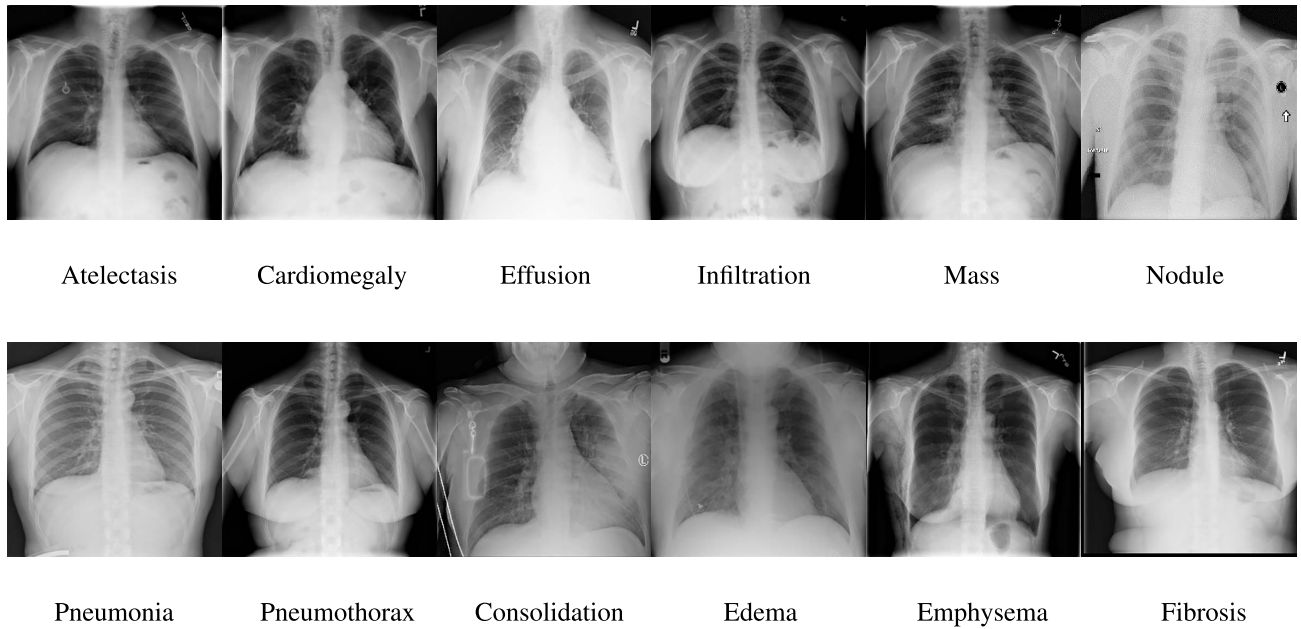 Atelectasis
Cardiomegaly
Effusion
Infiltration
Mass
Nodule
Pneumonia
Pneumothorax
Consolidation
Edema
Emphysema
Fibrosis